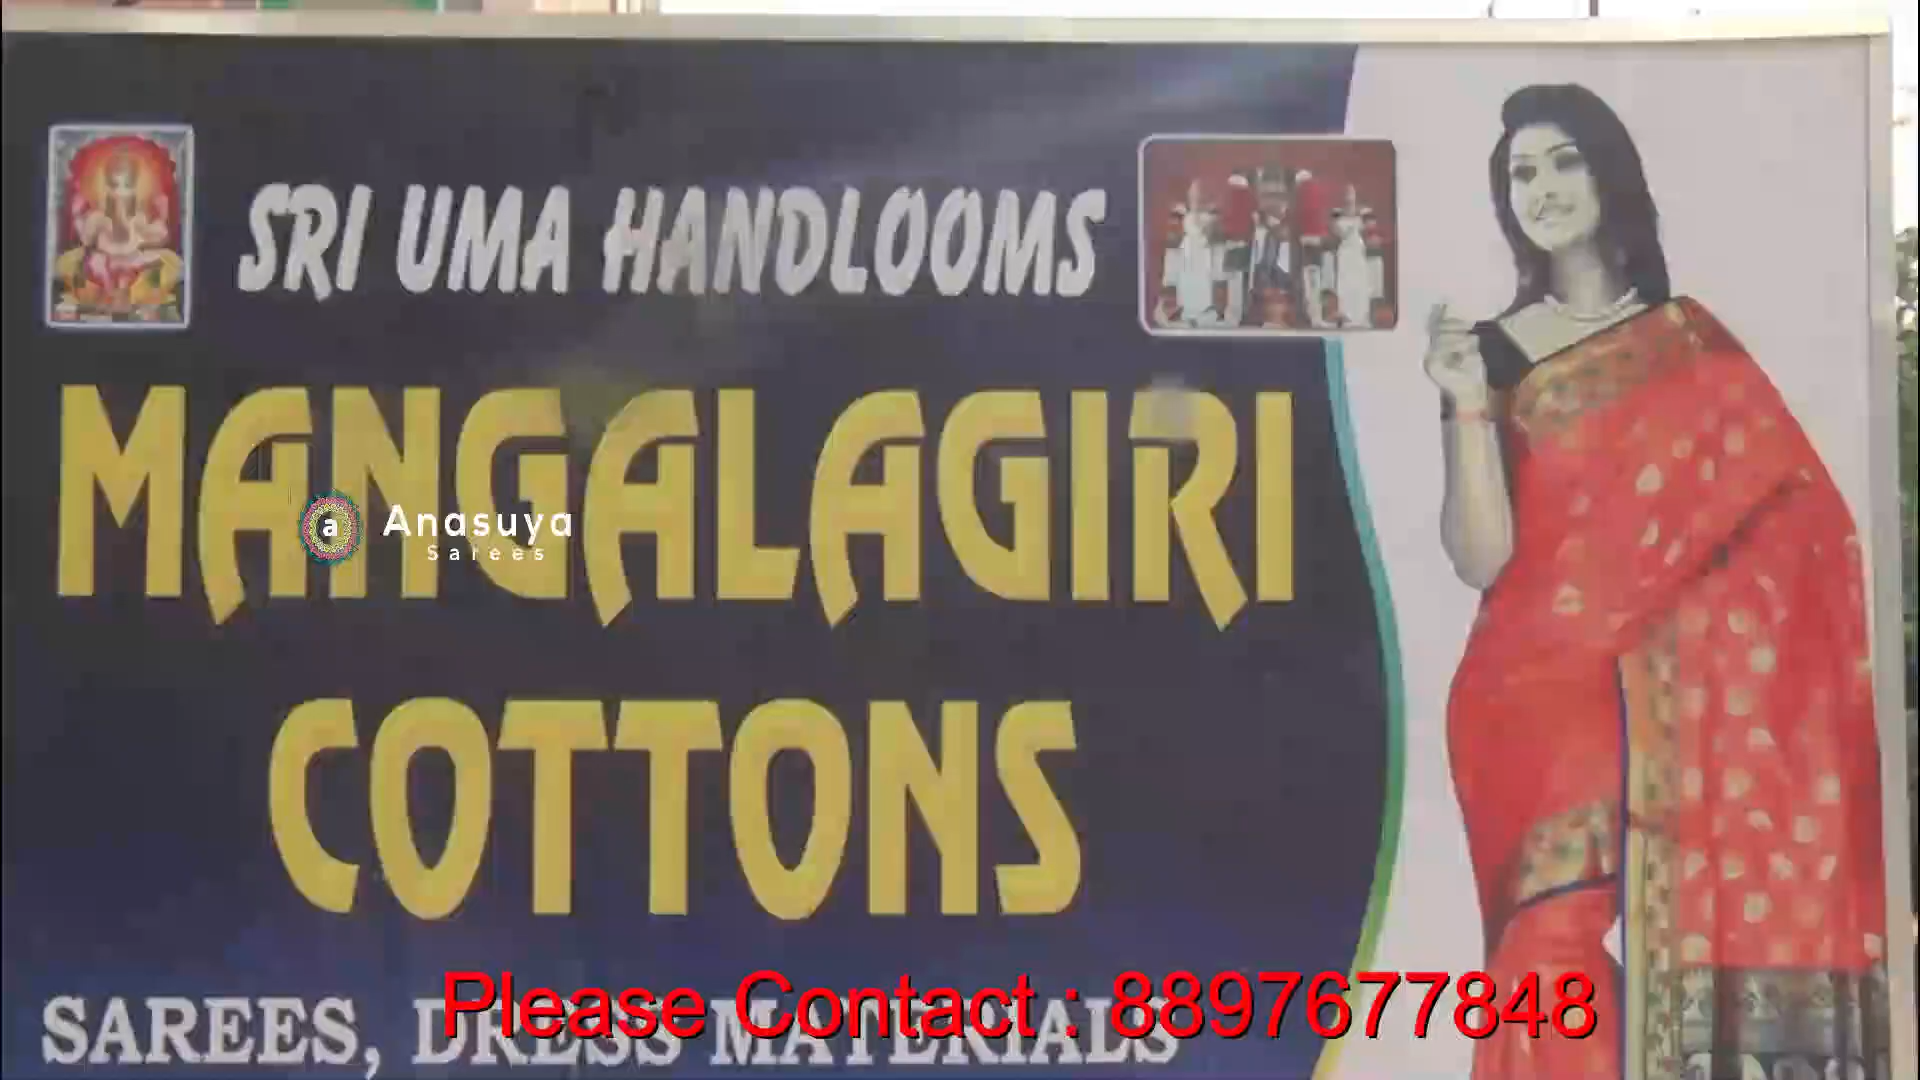 SRI UMA HANDLOOMS
MANGALAGIRI
a Anasuya
Sarees
COTTONS
Please Contact : 8897677848
SAREES, DRESS MATERIALS